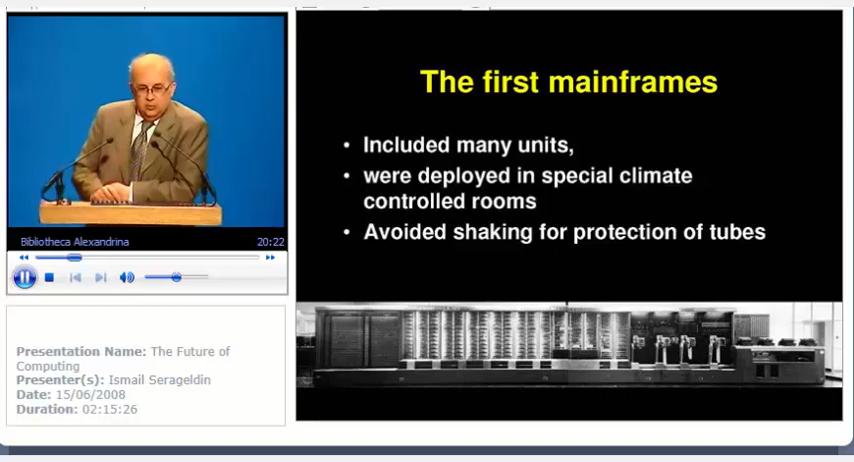 The first mainframes
• Included many units,
• were deployed in special climate
controlled rooms
• Avoided shaking for protection of tubes
Bibliotheca Alexandrina 20:22
Presentation Name: The Future of
Computing
Presenter(s): Ismail Serageldin
Date: 15/06/2008
Duration: 02:15:26